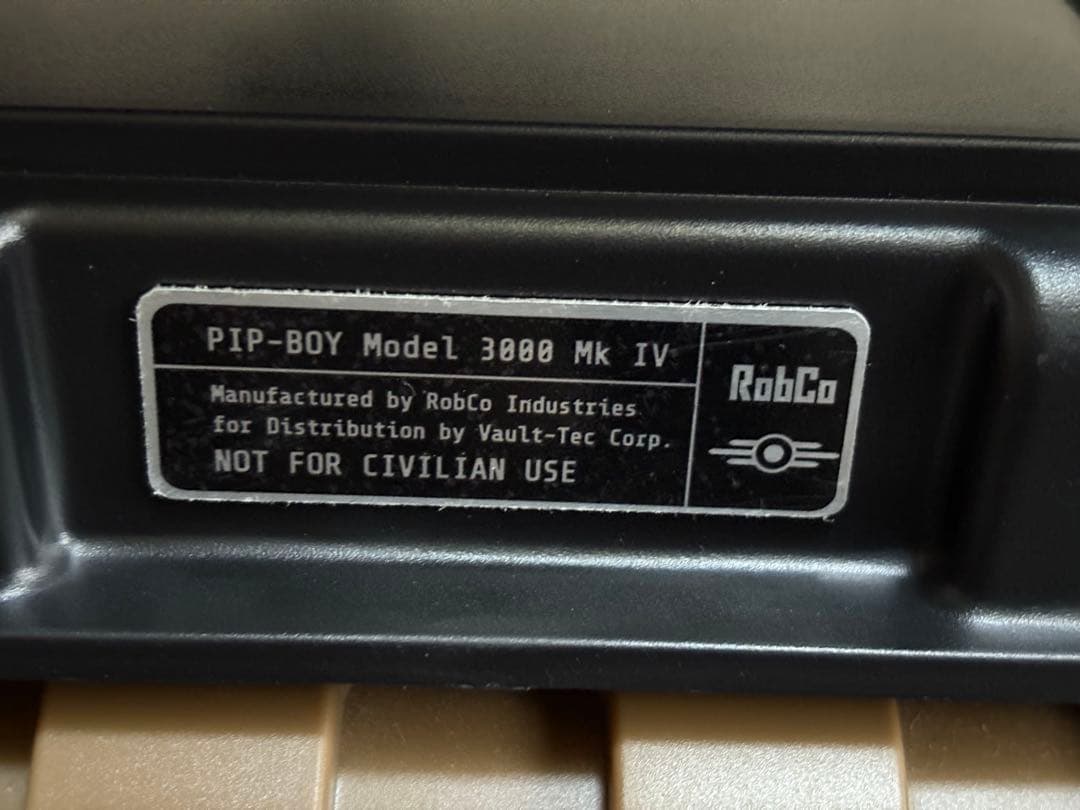 PIP-BOY Model 3000 Mk IV
Manufactured by RobCo Industries
for Distribution by Vault-Tec Corp.
NOT FOR CIVILIAN USE
RobCo